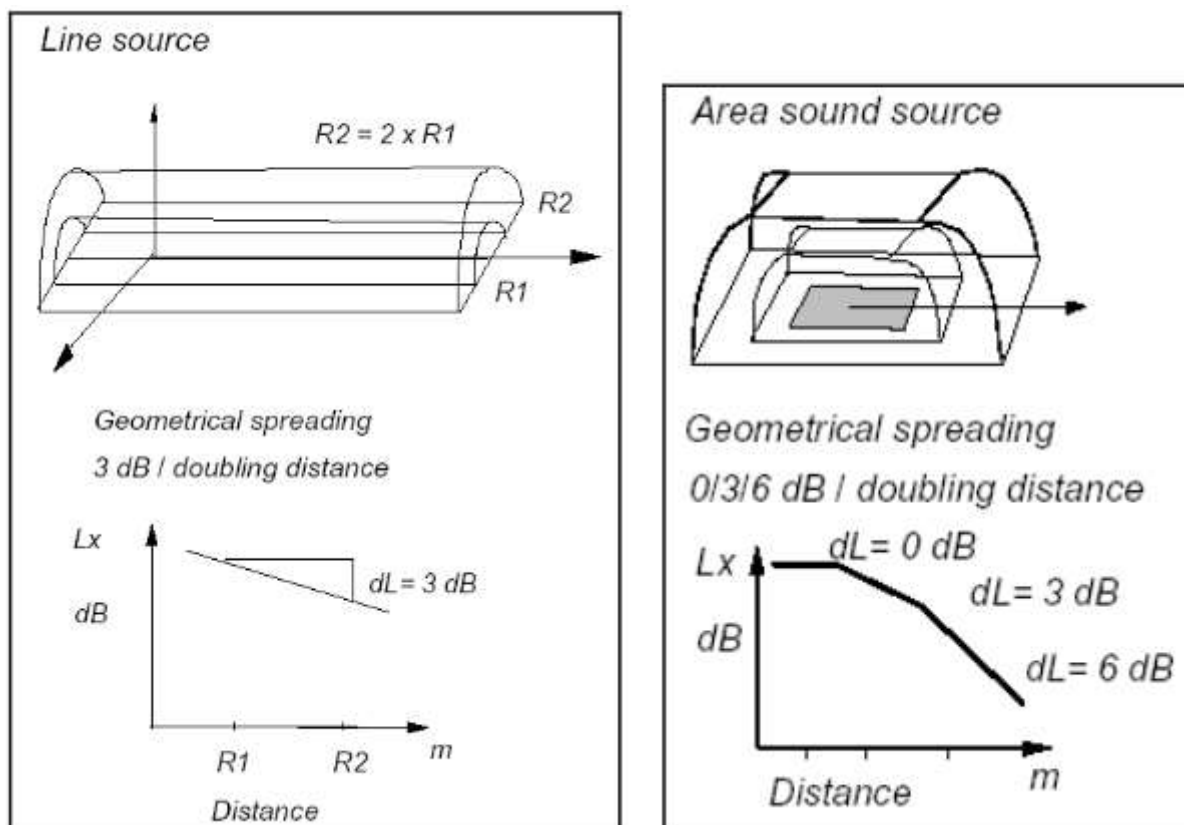 Line source
R2 = 2 x R1
R2
R1
Geometrical spreading
3 dB / doubling distance
Lx
dL= 3 dB
dB
R1 R2 m
Distance
Area sound source
Geometrical spreading
0/3/6 dB / doubling distance
dL= 0 dB
Lx
dL= 3 dB
dB
dL= 6 dB
m
Distance